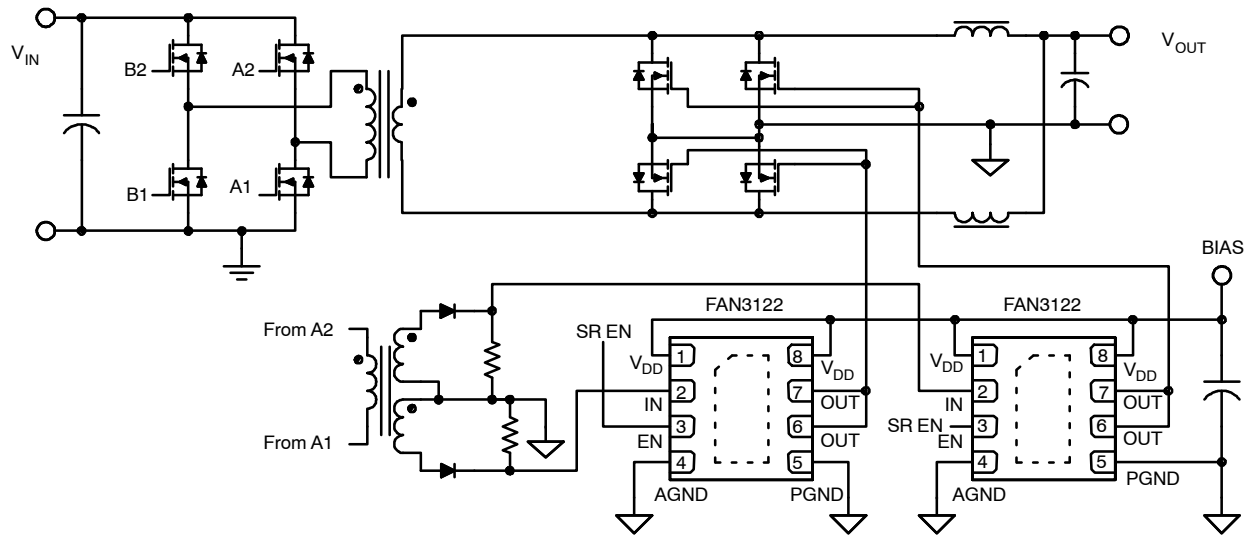 VIN
B2
A2
B1
A1
VOUT
BIAS
From A2
From A1
SR EN
FAN3122
FAN3122
1
8
VDD
VDD
2
7
IN
OUT
3
6
EN
OUT
4
5
AGND
PGND
1
8
VDD
VDD
2
7
IN
OUT
SR EN
3
6
EN
OUT
4
5
AGND
PGND